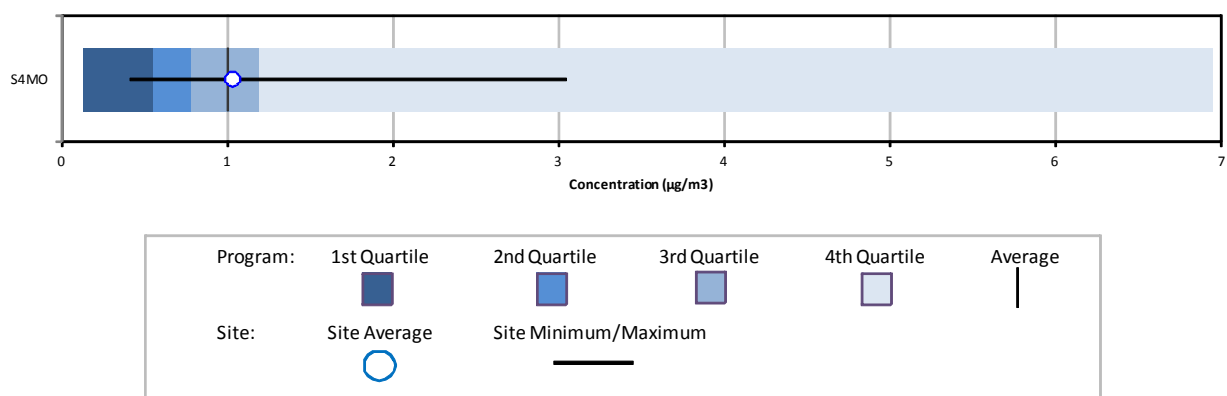 S4MO
0 1 2 3 4 5 6 7
Concentration (µg/m3)
Program: 1st Quartile 2nd Quartile 3rd Quartile 4th Quartile Average
Site: Site Average Site Minimum/Maximum